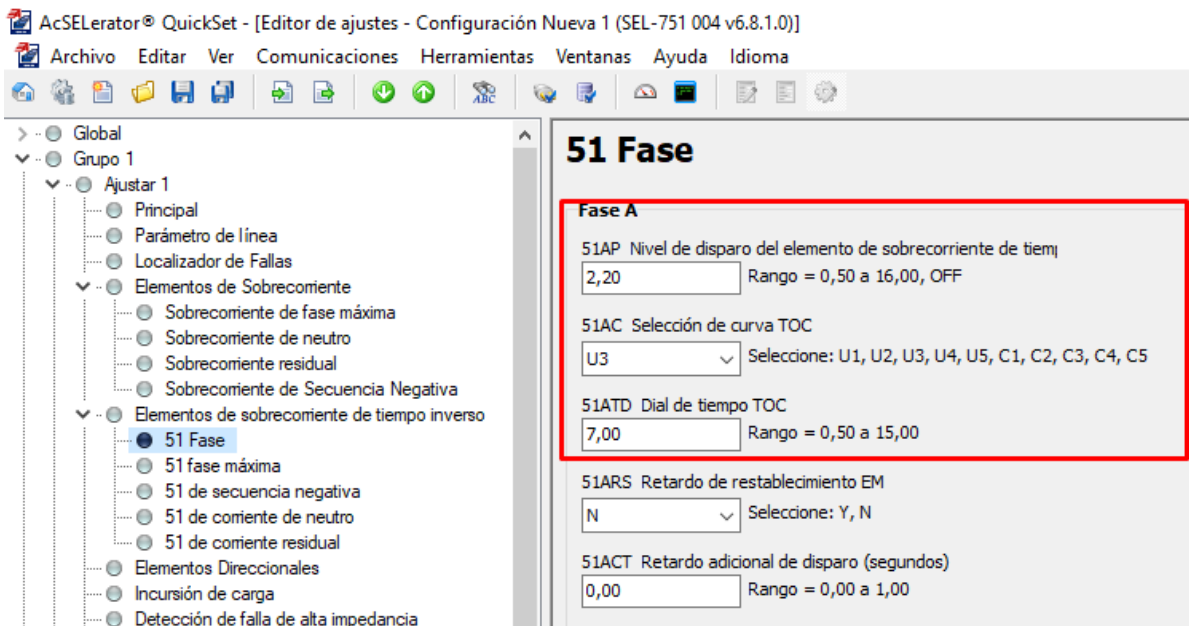 AcSELerator® QuickSet - [Editor de ajustes - Configuración Nueva 1 (SEL-751 004 v6.8.1.0)]
Archivo Editar Ver Comunicaciones Herramientas Ventanas Ayuda Idioma
ABC
Global
Grupo 1
Ajustar 1
Principal
Parámetro de línea
Localizador de Fallas
Elementos de Sobrecorriente
Sobrecorriente de fase máxima
Sobrecorriente de neutro
Sobrecorriente residual
Sobrecorriente de Secuencia Negativa
Elementos de sobrecorriente de tiempo inverso
51 Fase
51 fase máxima
51 de secuencia negativa
51 de corriente de neutro
51 de corriente residual
Elementos Direccionales
Incursión de carga
Detección de falla de alta impedancia
51 Fase
Fase A
51AP Nivel de disparo del elemento de sobrecorriente de tiem
2,20 Rango = 0,50 a 16,00, OFF
51AC Selección de curva TOC
U3 Seleccione: U1, U2, U3, U4, U5, C1, C2, C3, C4, C5
51ATD Dial de tiempo TOC
7,00 Rango = 0,50 a 15,00
51ARS Retardo de restablecimiento EM
N Seleccione: Y, N
51ACT Retardo adicional de disparo (segundos)
0,00 Rango = 0,00 a 1,00